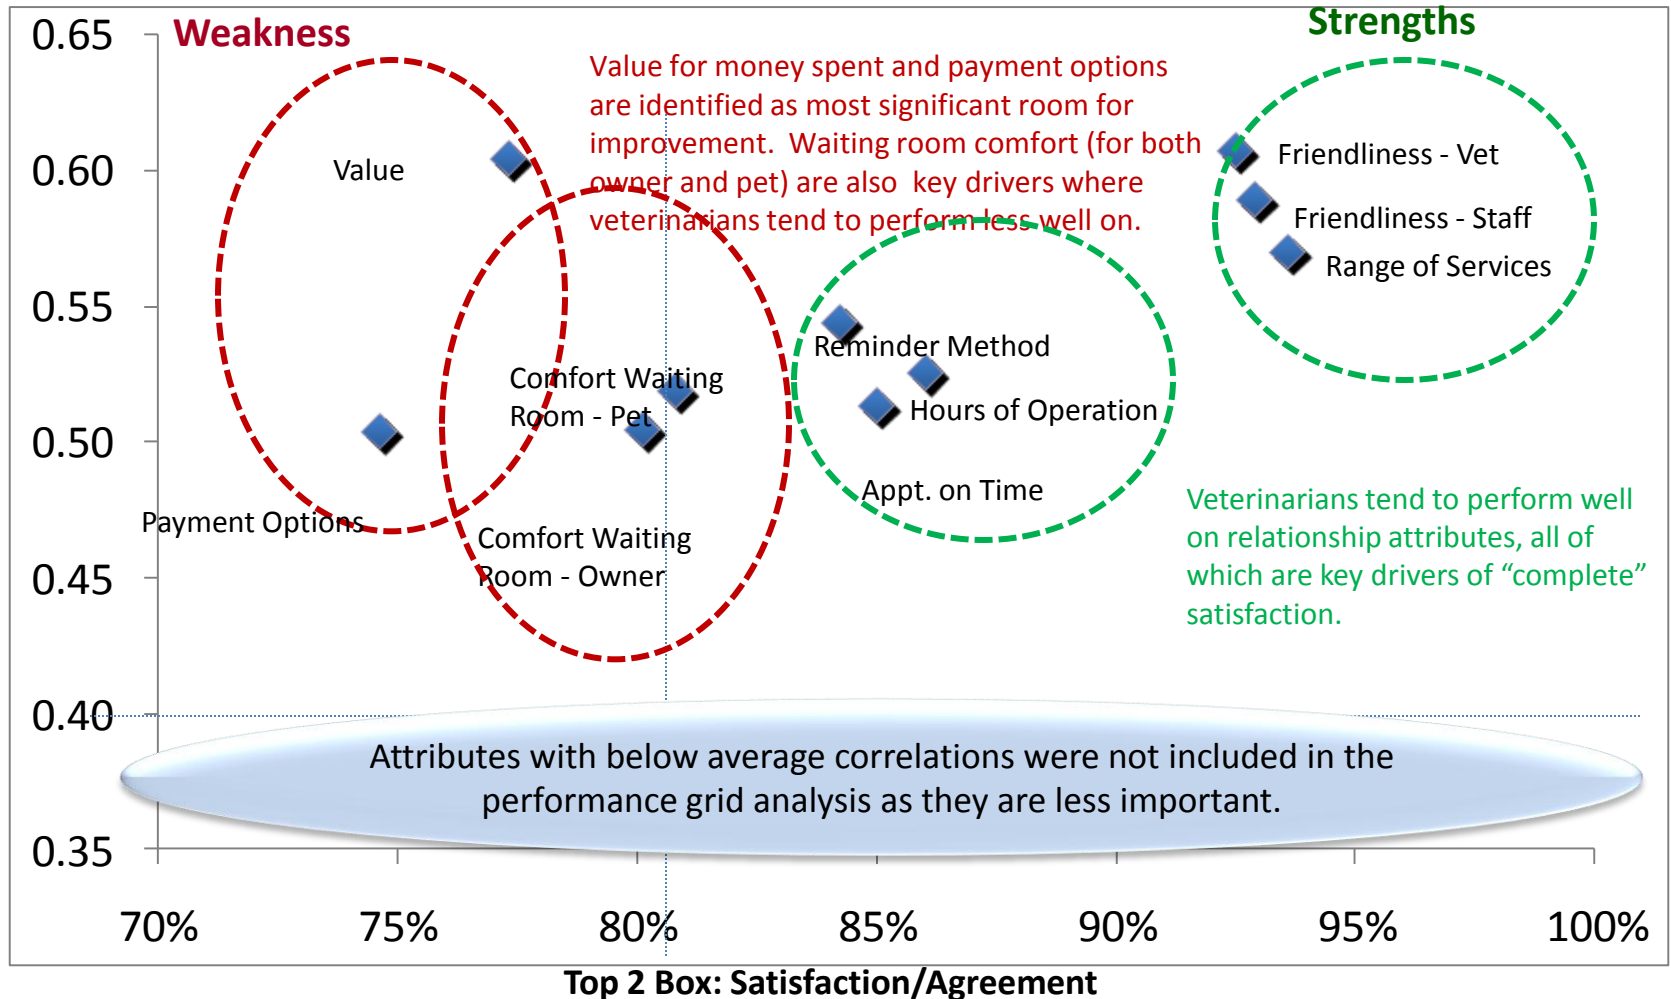 Weakness
Strengths
Value for money spent and payment options
are identified as most significant room for
improvement.  Waiting room comfort (for both
owner and pet) are also  key drivers where
veterinarians tend to perform less well on.
0.65
0.60
0.55
0.50
0.45
0.40
0.35
Value
Friendliness - Vet
Friendliness - Staff
Range of Services
Reminder Method
Comfort Waiting
Room - Pet
Hours of Operation
Appt. on Time
Payment Options
Comfort Waiting
Room - Owner
Veterinarians tend to perform well
on relationship attributes, all of
which are key drivers of “complete”
satisfaction.
Attributes with below average correlations were not included in the
performance grid analysis as they are less important.
70%
75%
80%
85%
90%
95%
100%
Top 2 Box: Satisfaction/Agreement